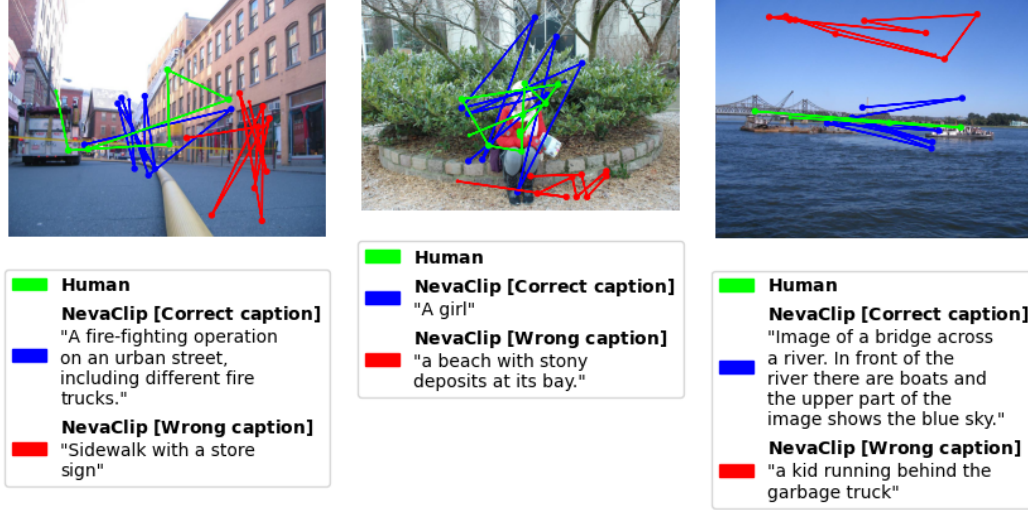 Human
NevaClip [Correct caption]
"A fire-fighting operation
on an urban street,
including different fire
trucks."
NevaClip [Wrong caption]
"Sidewalk with a store
sign"
Human
NevaClip [Correct caption]
"A girl"
NevaClip [Wrong caption]
"a beach with stony
deposits at its bay."
Human
NevaClip [Correct caption]
"Image of a bridge across
a river. In front of the
river there are boats and
the upper part of the
image shows the blue sky."
NevaClip [Wrong caption]
"a kid running behind the
garbage truck"